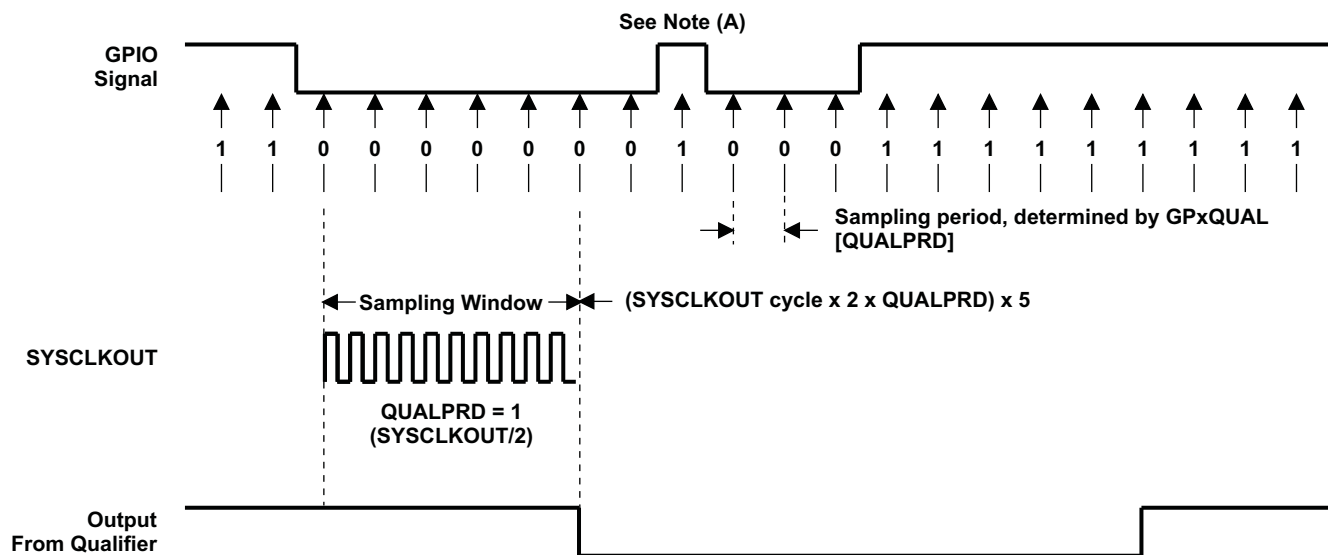 See Note (A)
GPIO
Signal
1 1 0 0 0 0 0 0 0 1 0 0 0 1 1 1 1 1 1 1 1 1
Sampling period, determined by GPxQUAL
[QUALPRD]
Sampling Window
(SYSCLKOUT cycle x 2 x QUALPRD) x 5
SYSCLKOUT
QUALPRD = 1
(SYSCLKOUT/2)
Output
From Qualifier